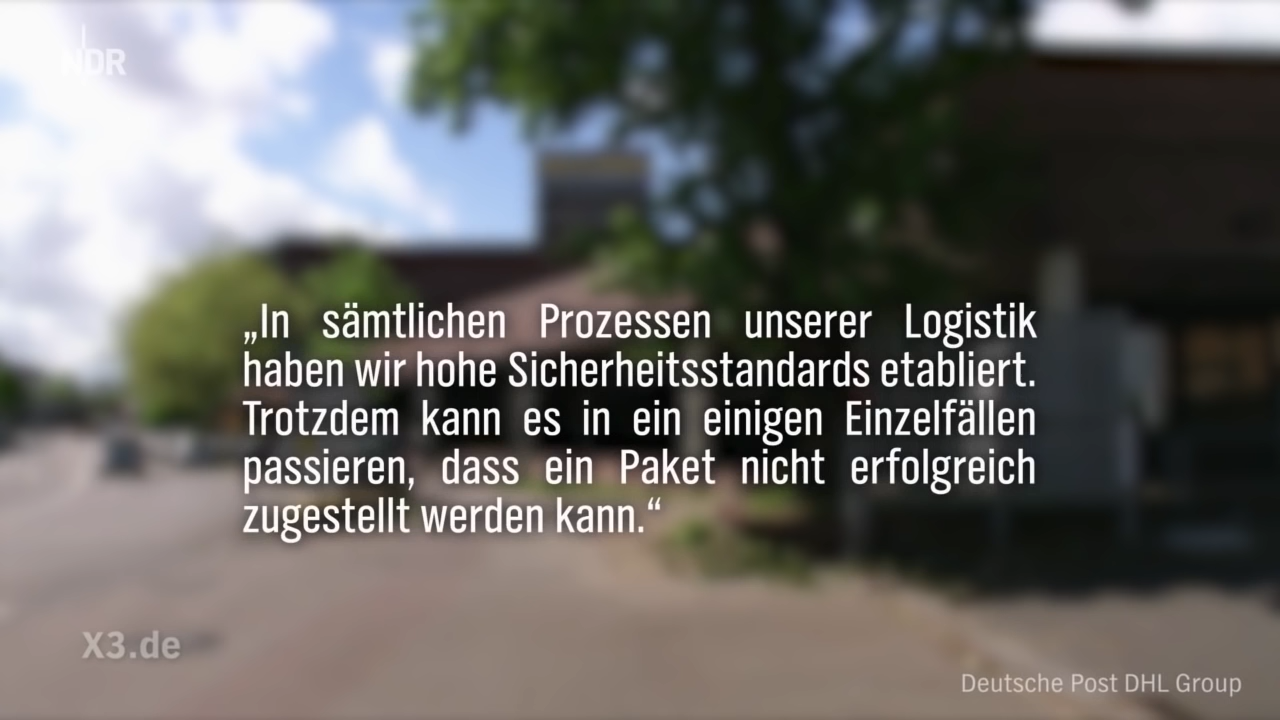 NDR
„In sämtlichen Prozessen unserer Logistik
haben wir hohe Sicherheitsstandards etabliert.
Trotzdem kann es in ein einigen Einzelfällen
passieren, dass ein Paket nicht erfolgreich
zugestellt werden kann.“
X3.de
Deutsche Post DHL Group